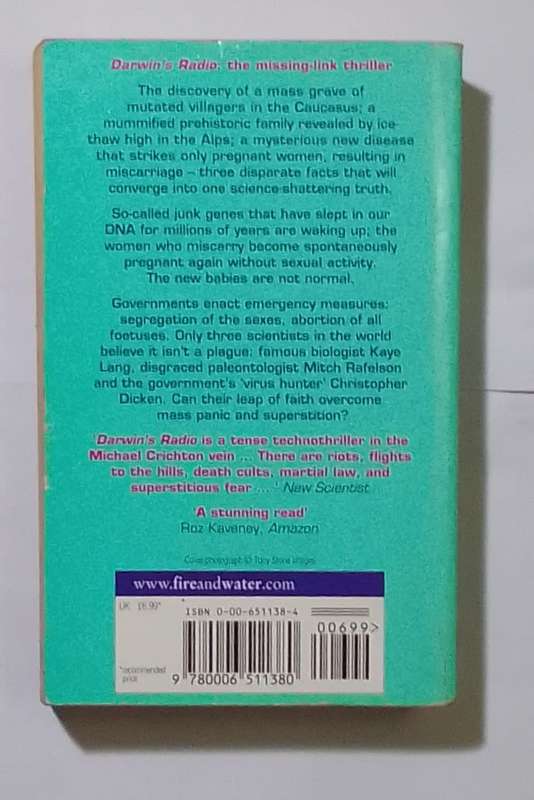 Darwin's Radio: the missing-link thriller
The discovery of a mass grave of
mutated villagers in the Caucasus; a
mummified prehistoric family revealed by ice-
thaw high in the Alps; a mysterious new disease
that strikes only pregnant women, resulting in
miscarriage – three disparate facts that will
converge into one science-shattering truth.
So-called junk genes that have slept in our
DNA for millions of years are waking up; the
women who miscarry become spontaneously
pregnant again without sexual activity.
The new babies are not normal.
Governments enact emergency measures:
segregation of the sexes, abortion of all
foetuses. Only three scientists in the world
believe it isn't a plague: famous biologist Kaye
Lang, disgraced paleontologist Mitch Rafelson
and the government's 'virus hunter' Christopher
Dicken. Can their leap of faith overcome
mass panic and superstition?
'Darwin's Radio is a tense technothriller in the
Michael Crichton vein ... There are riots, flights
to the hills, death cults, martial law, and
superstitious fear ... ' New Scientist
'A stunning read'
Roz Kaveney, Amazon
Cover photograph © Tony Stone Images
www.fireandwater.com
UK £6.99*
ISBN 0-00-651138-4
00699>
*recommended
price
9 780006 511380